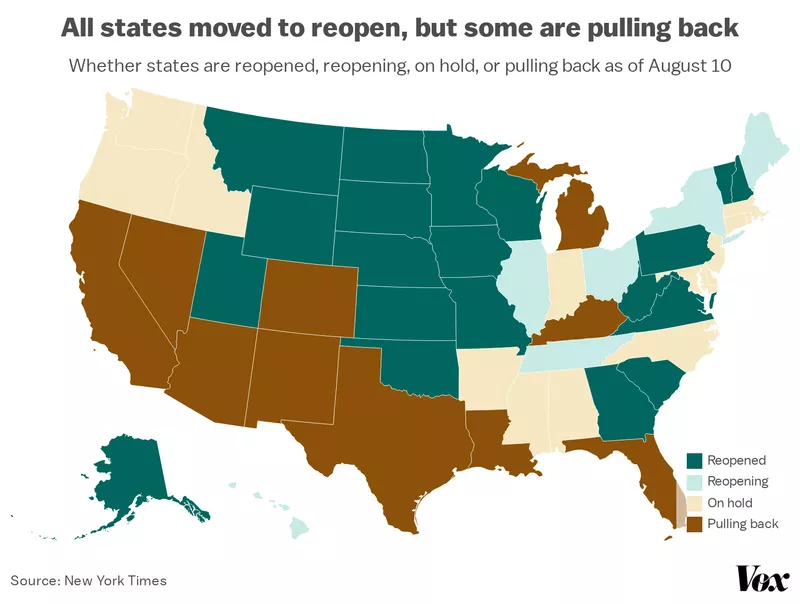 All states moved to reopen, but some are pulling back
Whether states are reopened, reopening, on hold, or pulling back as of August 10
Reopened
Reopening
On hold
Pulling back
Source: New York Times
Vox